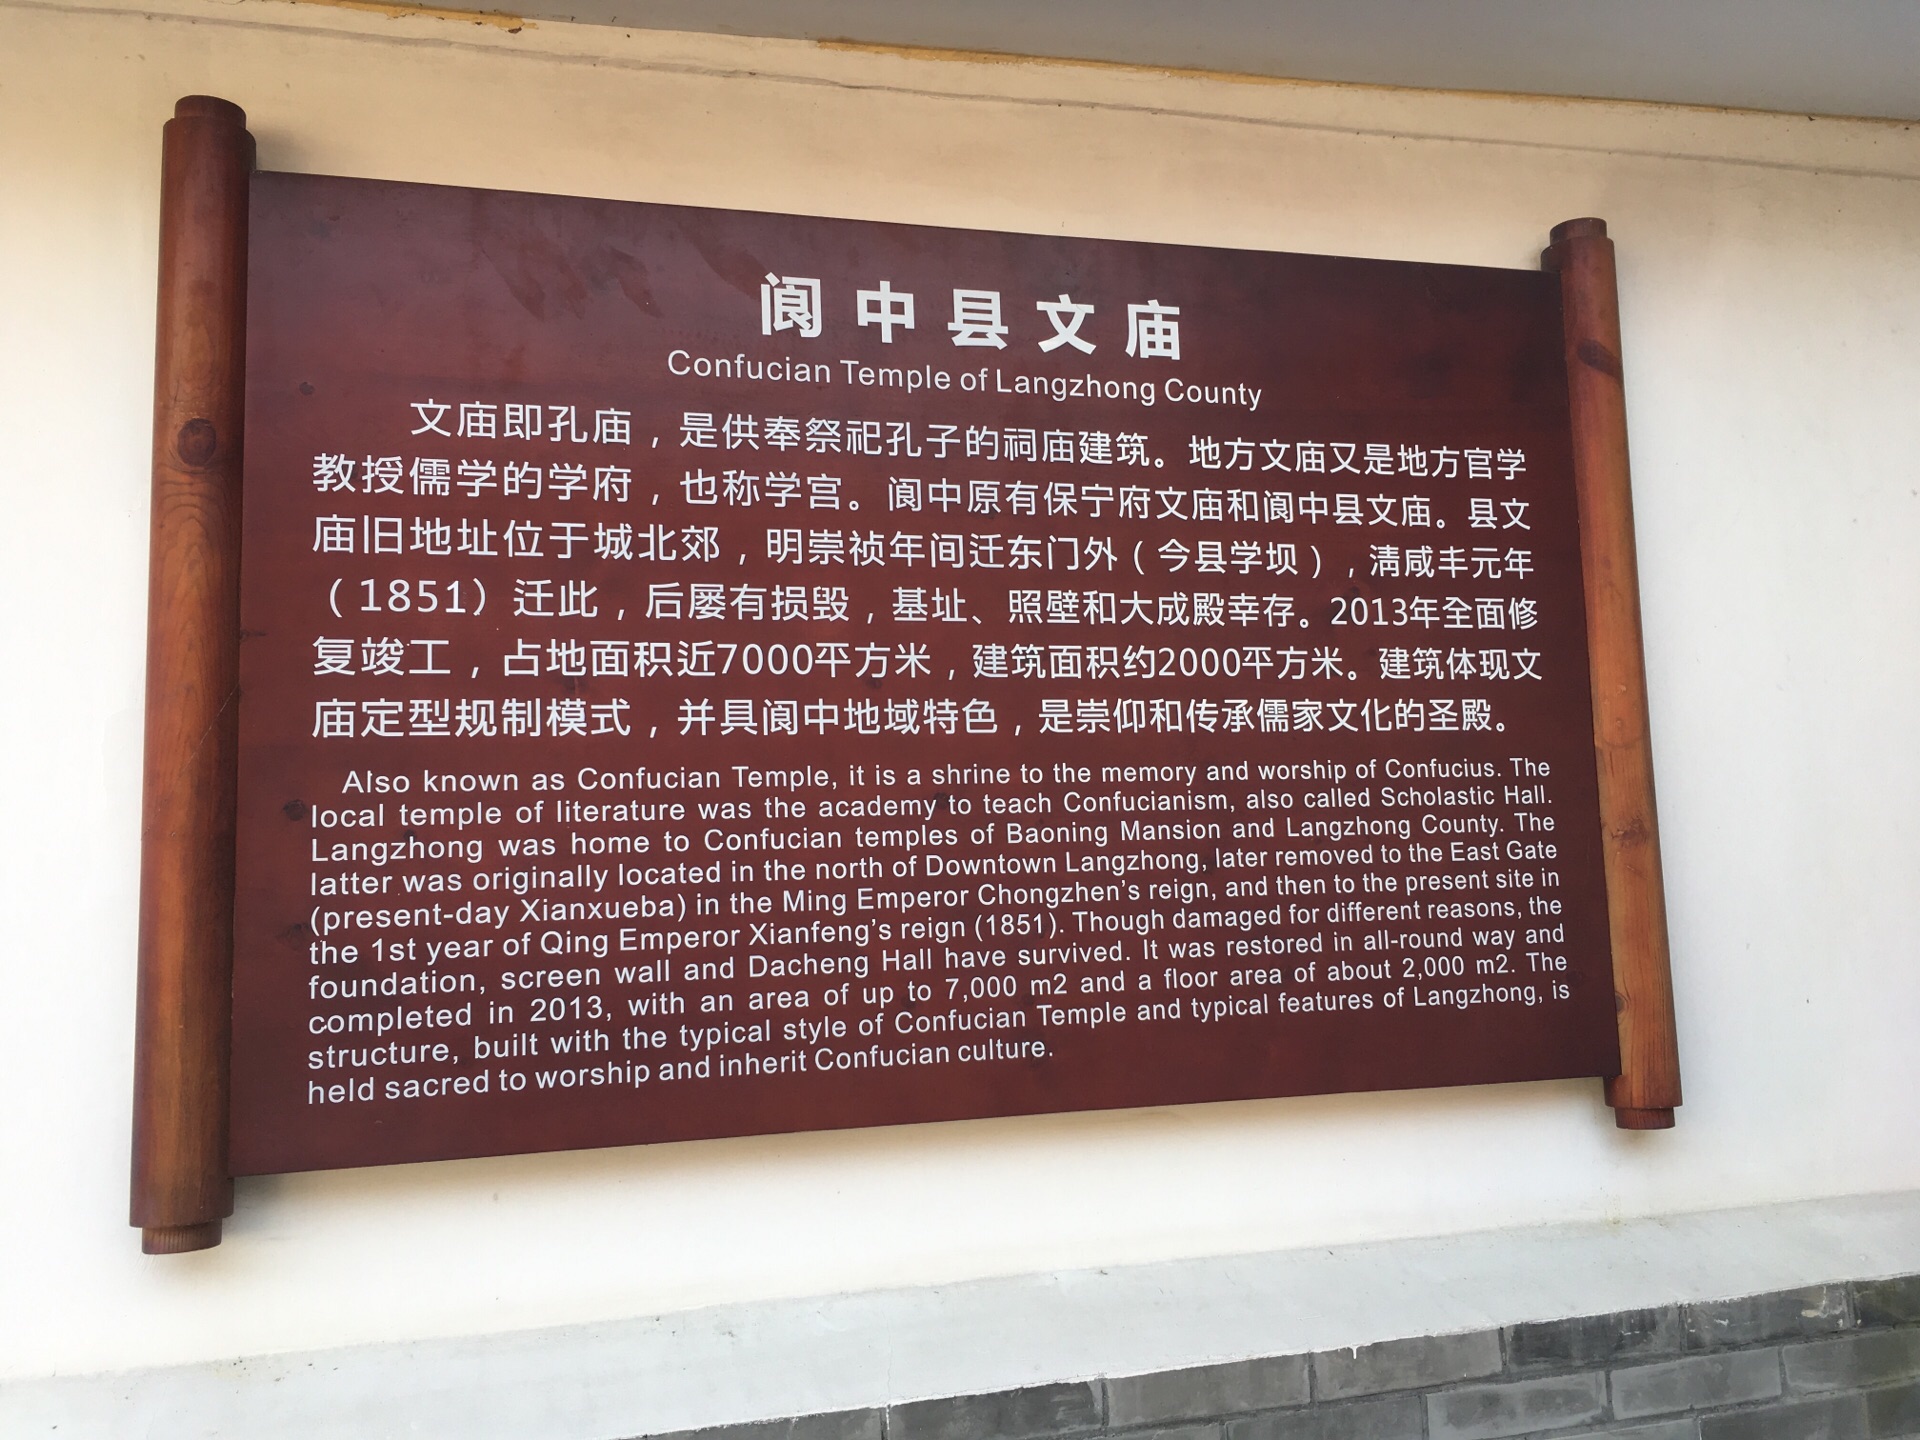 阆中县文庙
Confucian Temple of Langzhong County
文庙即孔庙，是供奉祭祀孔子的祠庙建筑。地方文庙又是地方官学
教授儒学的学府，也称学宫。阆中原有保宁府文庙和阆中县文庙。县文
庙旧地址位于城北郊，明崇祯年间迁东门外（今县学坝），清咸丰元年
（1851）迁此，后屡有损毁，基址、照壁和大成殿幸存。2013年全面修
复竣工，占地面积近7000平方米，建筑面积约2000平方米。建筑体现文
庙定型规制模式，并具阆中地域特色，是崇仰和传承儒家文化的圣殿。
Also known as Confucian Temple, it is a shrine to the memory and worship of Confucius. The
local temple of literature was the academy to teach Confucianism, also called Scholastic Hall.
Langzhong was home to Confucian temples of Baoning Mansion and Langzhong County. The
latter was originally located in the north of Downtown Langzhong, later removed to the East Gate
(present-day Xianxueba) in the Ming Emperor Chongzhen's reign, and then to the present site in
the 1st year of Qing Emperor Xianfeng's reign (1851). Though damaged for different reasons, the
foundation, screen wall and Dacheng Hall have survived. It was restored in all-round way and
completed in 2013, with an area of up to 7,000 m2 and a floor area of about 2,000 m2. The
structure, built with the typical style of Confucian Temple and typical features of Langzhong, is
held sacred to worship and inherit Confucian culture.